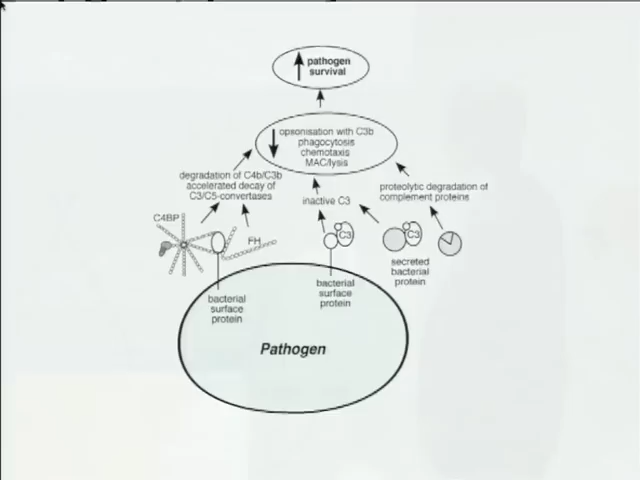 pathogen
survival
opsonisation with C3b
phagocytosis
chemotaxis
MAC/lysis
degradation of C4b/C3b
accelerated decay of
C3/C5-convertases
inactive C3
proteolytic degradation of
complement proteins
C4BP
FH
C3
C3
bacterial
surface
protein
bacterial
surface
protein
secreted
bacterial
protein
Pathogen